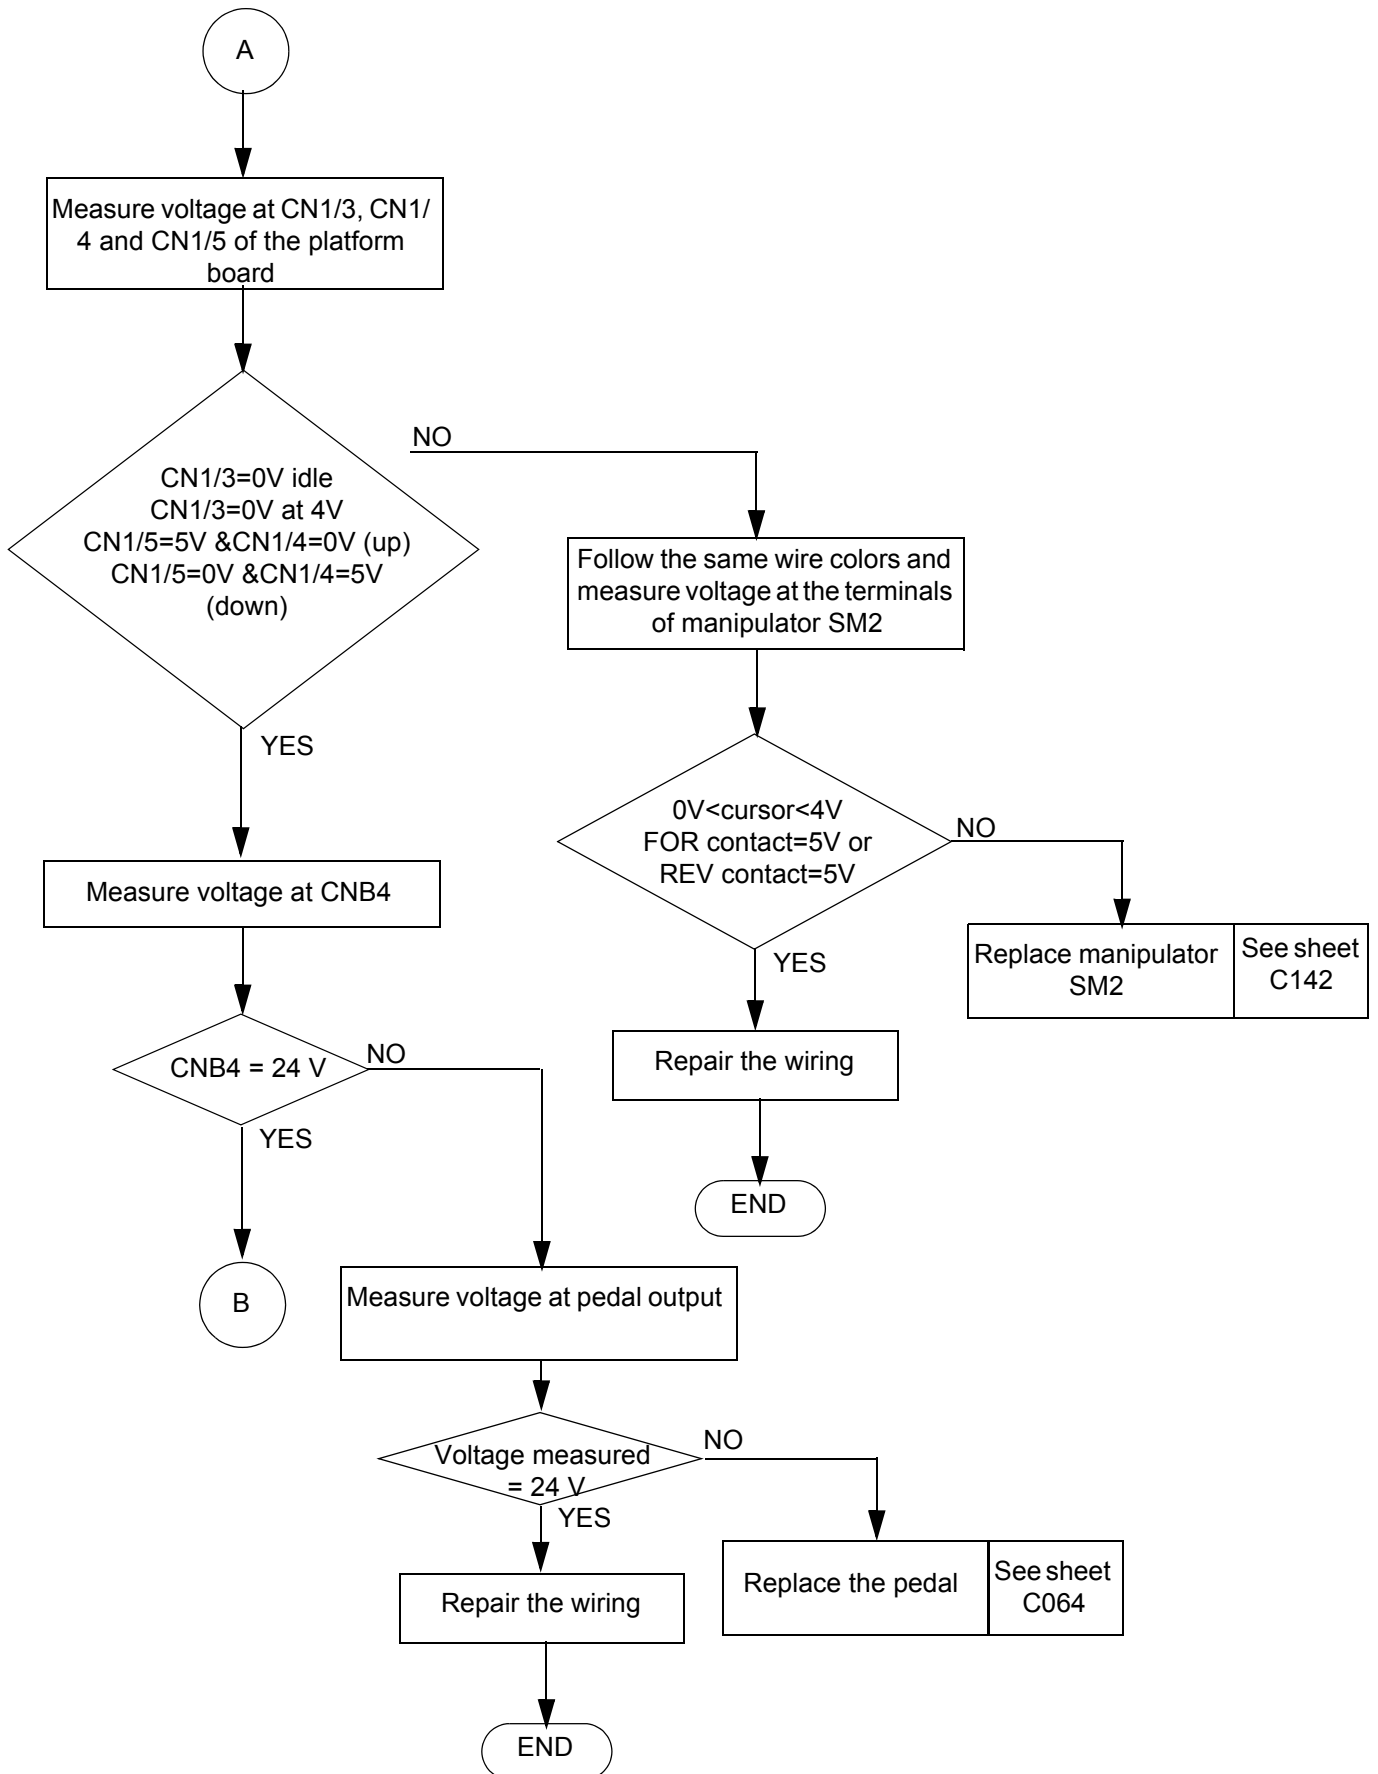 A
Measure voltage at CN1/3, CN1/
4 and CN1/5 of the platform
board
CN1/3=0V idle
CN1/3=0V at 4V
CN1/5=5V &CN1/4=0V (up)
CN1/5=0V &CN1/4=5V
(down)
NO
YES
Follow the same wire colors and
measure voltage at the terminals
of manipulator SM2
0V<cursor<4V
FOR contact=5V or
REV contact=5V
NO
YES
Replace manipulator
SM2
See sheet
C142
Repair the wiring
END
Measure voltage at CNB4
CNB4 = 24 V
NO
YES
B
Measure voltage at pedal output
Voltage measured
= 24 V
NO
YES
Replace the pedal
See sheet
C064
Repair the wiring
END